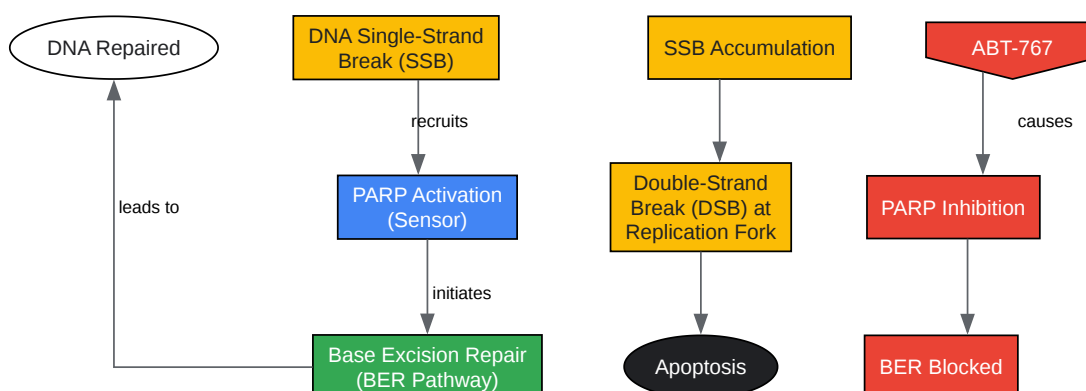 DNA Repaired
DNA Single-Strand
Break (SSB)
SSB Accumulation
ABT-767
recruits
causes
leads to
PARP Activation
(Sensor)
Double-Strand
Break (DSB) at
Replication Fork
PARP Inhibition
initiates
Base Excision Repair
(BER Pathway)
Apoptosis
BER Blocked